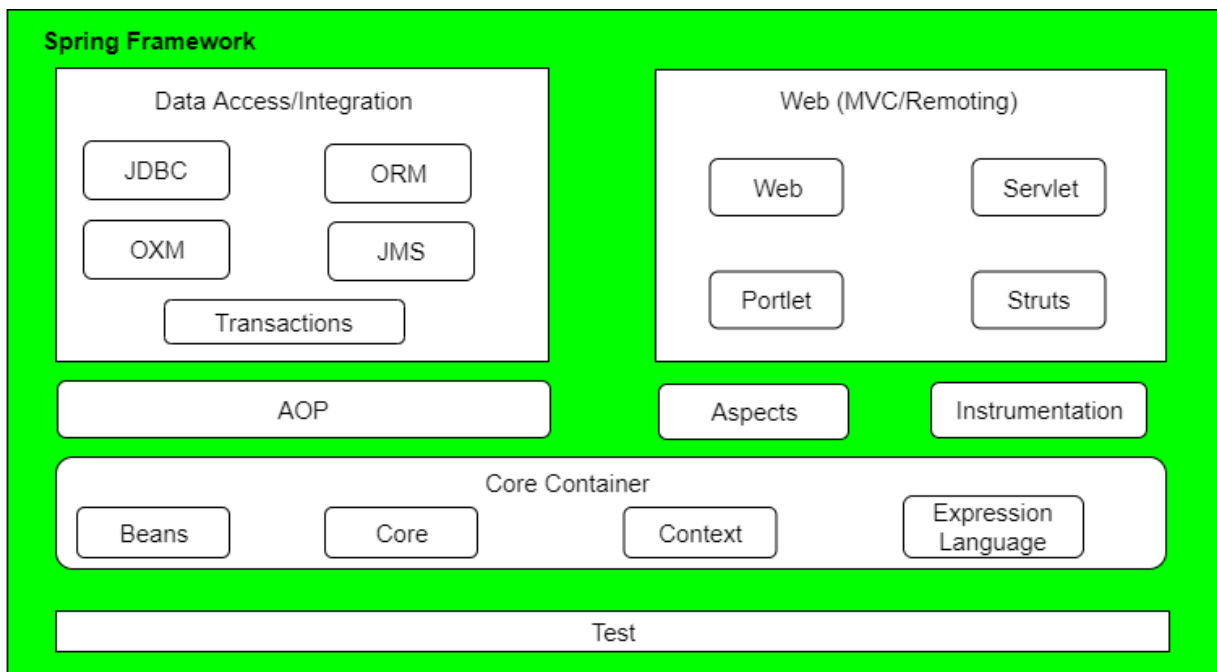 Spring Framework
Data Access/Integration
JDBC
ORM
OXM
JMS
Transactions
Web (MVC/Remoting)
Web
Servlet
Portlet
Struts
AOP
Aspects
Instrumentation
Core Container
Beans
Core
Context
Expression
Language
Test